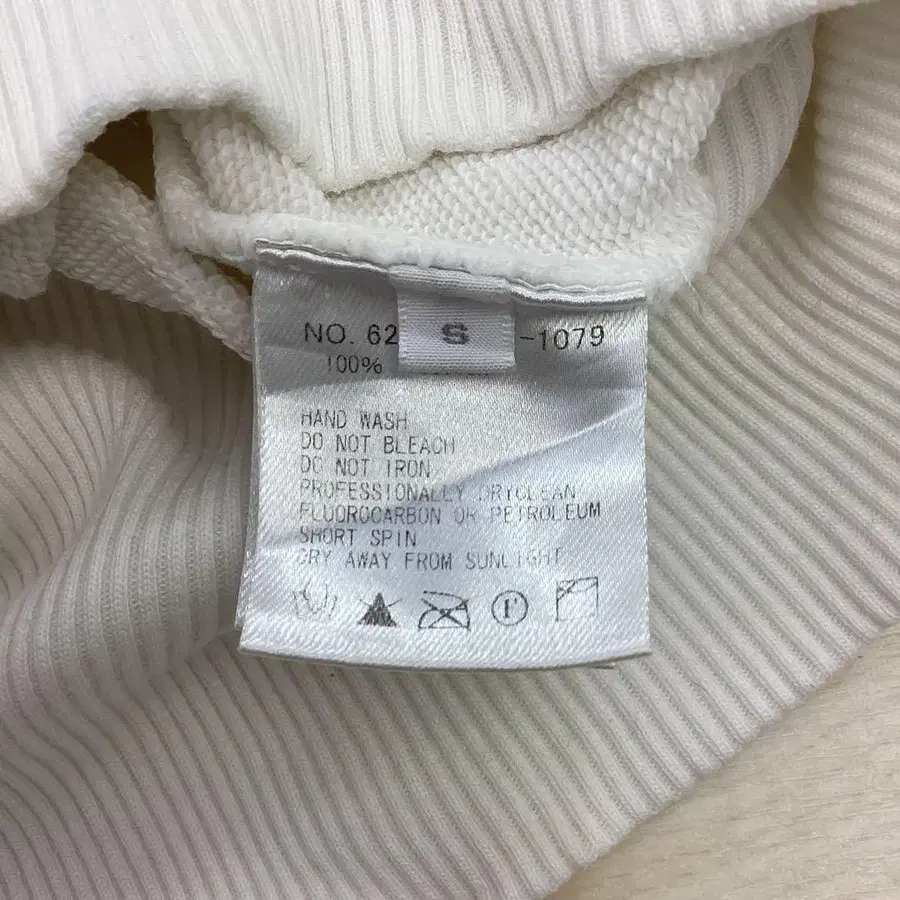 NO. 62 S -1079
100%
HAND WASH
DO NOT BLEACH
DO NOT IRON
PROFESSIONALLY DRYCLEAN
FLUOROCARBON OR PETROLEUM
SHORT SPIN
DRY AWAY FROM SUNLIGHT